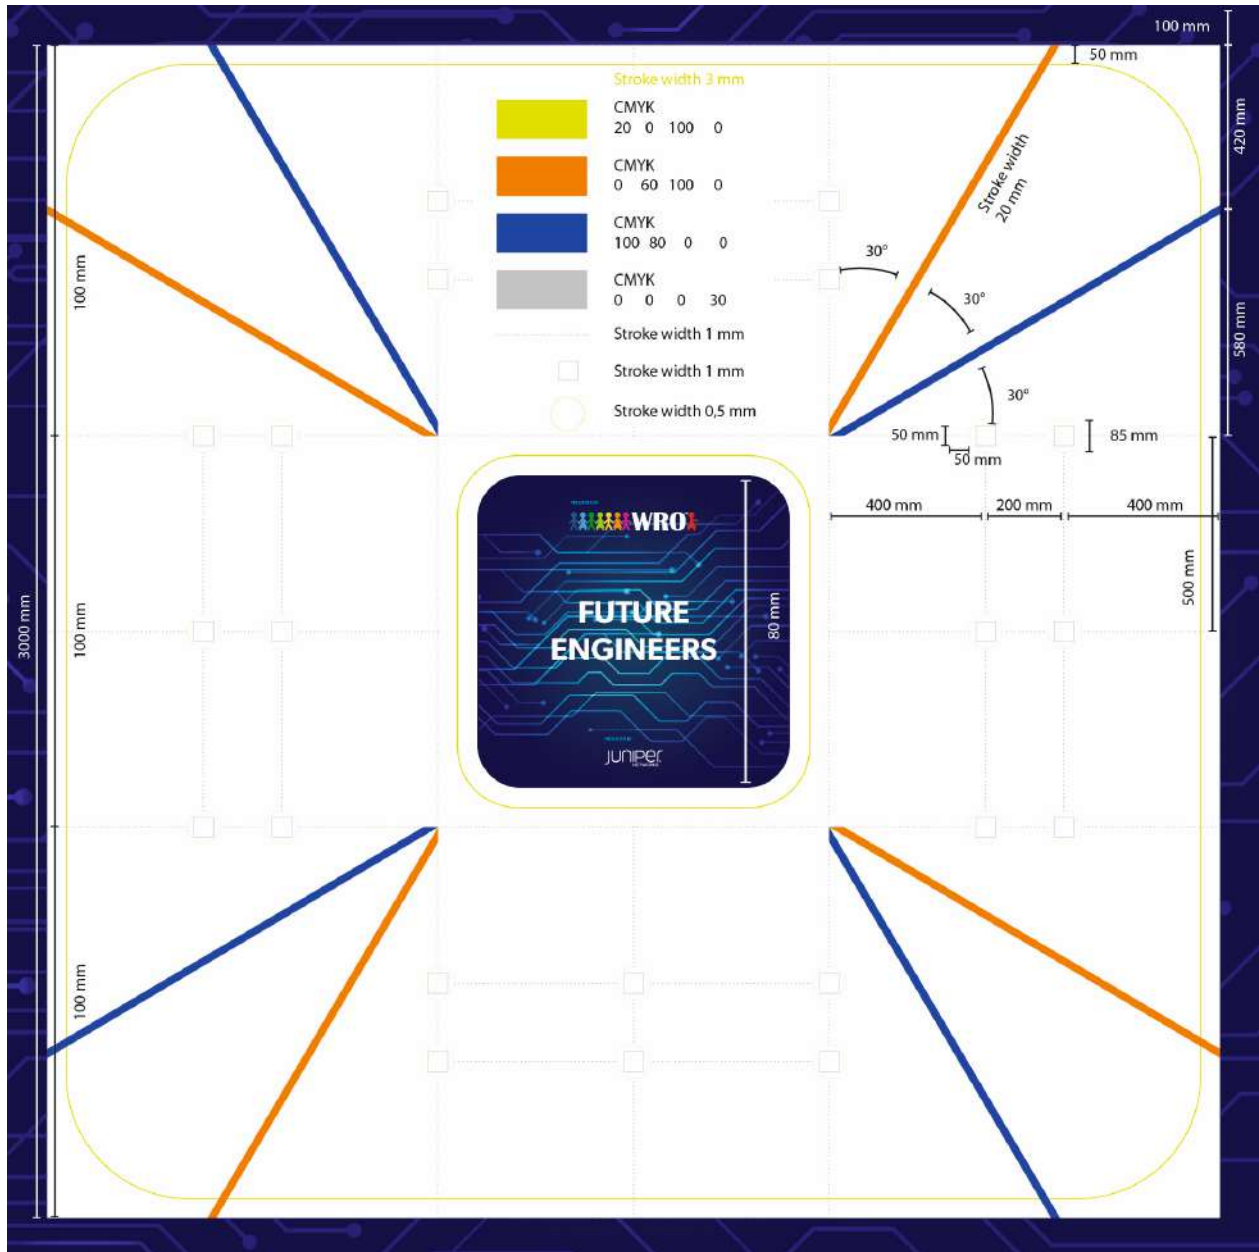 100 mm
50 mm
Stroke width 3 mm
CMYK
20 0 100 0
CMYK
0 60 100 0
CMYK
100 80 0 0
CMYK
0 0 0 30
Stroke width 1 mm
Stroke width 1 mm
Stroke width 0,5 mm
Stroke width
20 mm
420 mm
30°
30°
30°
580 mm
100 mm
50 mm
50 mm
85 mm
400 mm
200 mm
400 mm
500 mm
3000 mm
100 mm
WRO
FUTURE
ENGINEERS
80 mm
JUNIPER
NETWORKS
100 mm